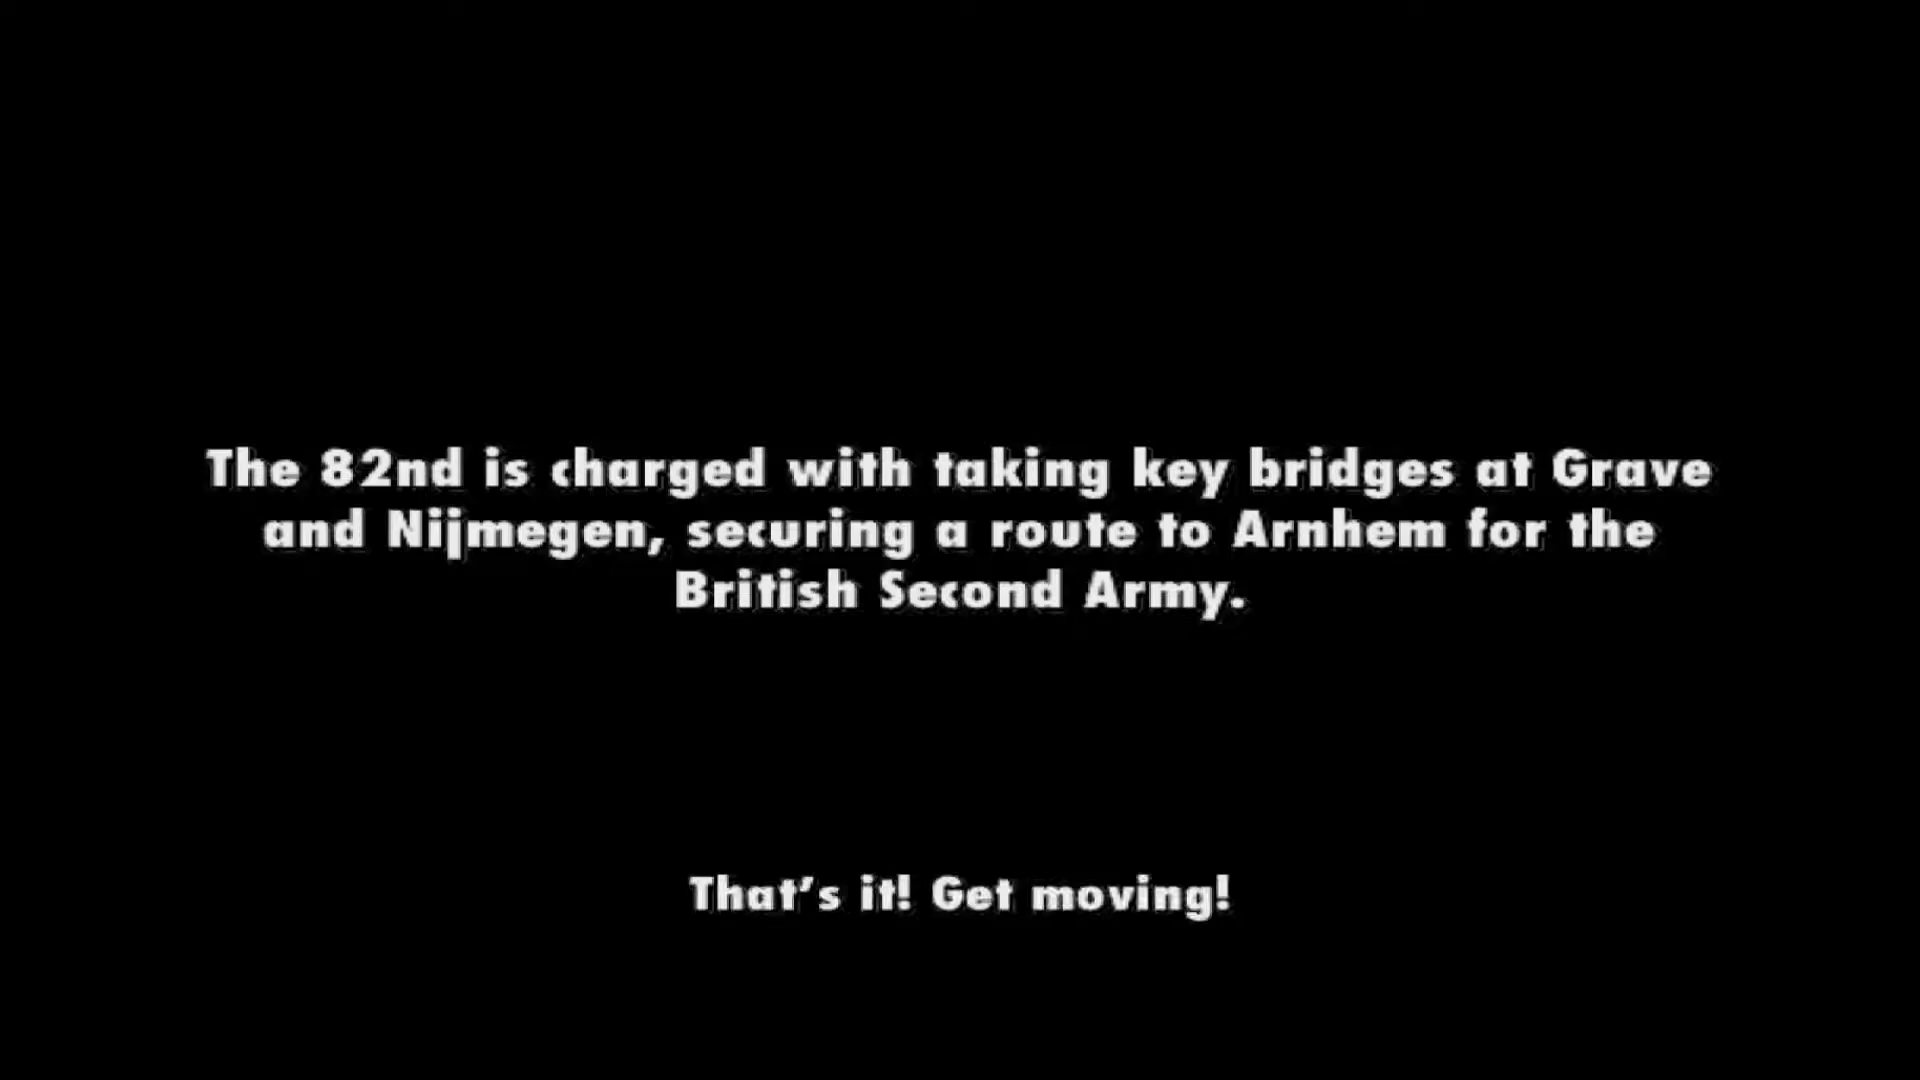 The 82nd is charged with taking key bridges at Grave
and Nijmegen, securing a route to Arnhem for the
British Second Army.
That's it! Get moving!